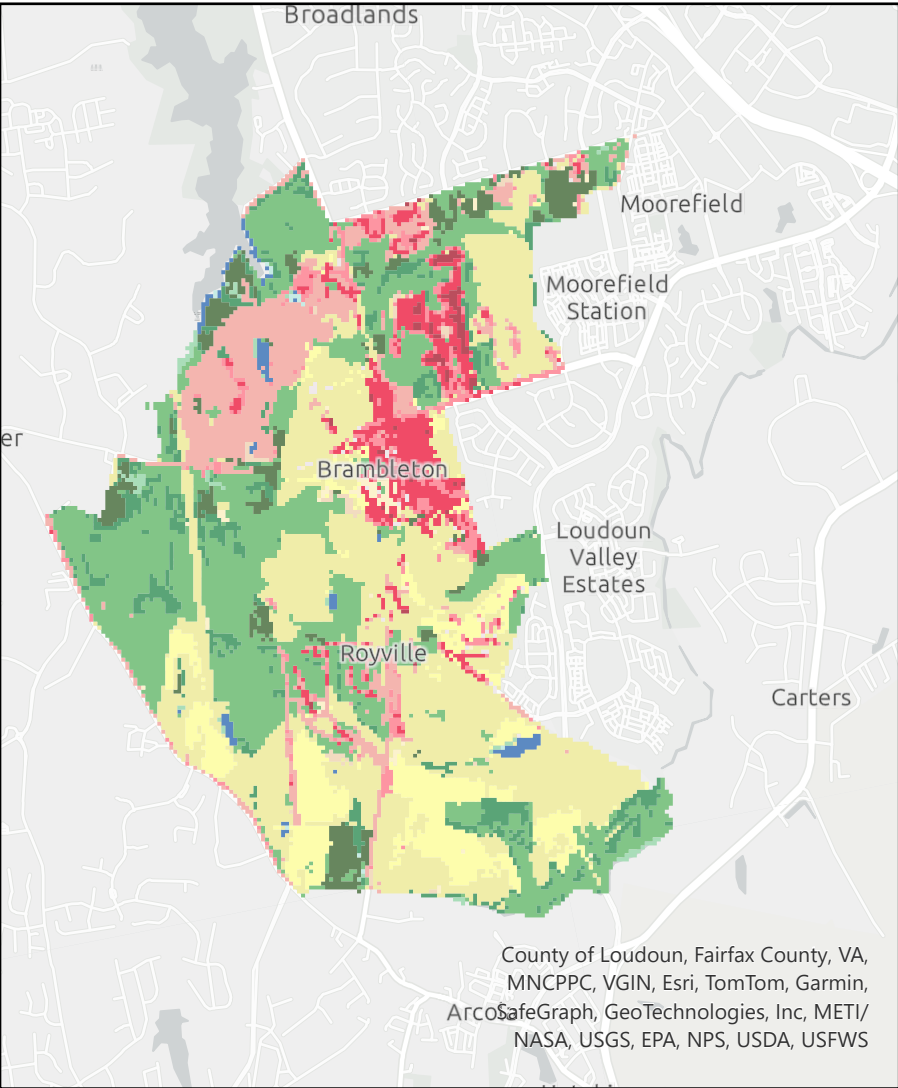 Broadlands
Moorefield
Moorefield
Station
er
Brambleton
Loudoun
Valley
Estates
Royville
Carters
County of Loudoun, Fairfax County, VA,
MNCPPC, VGIN, Esri, TomTom, Garmin,
Arcola
SafeGraph, GeoTechnologies, Inc, METI/
NASA, USGS, EPA, NPS, USDA, USFWS